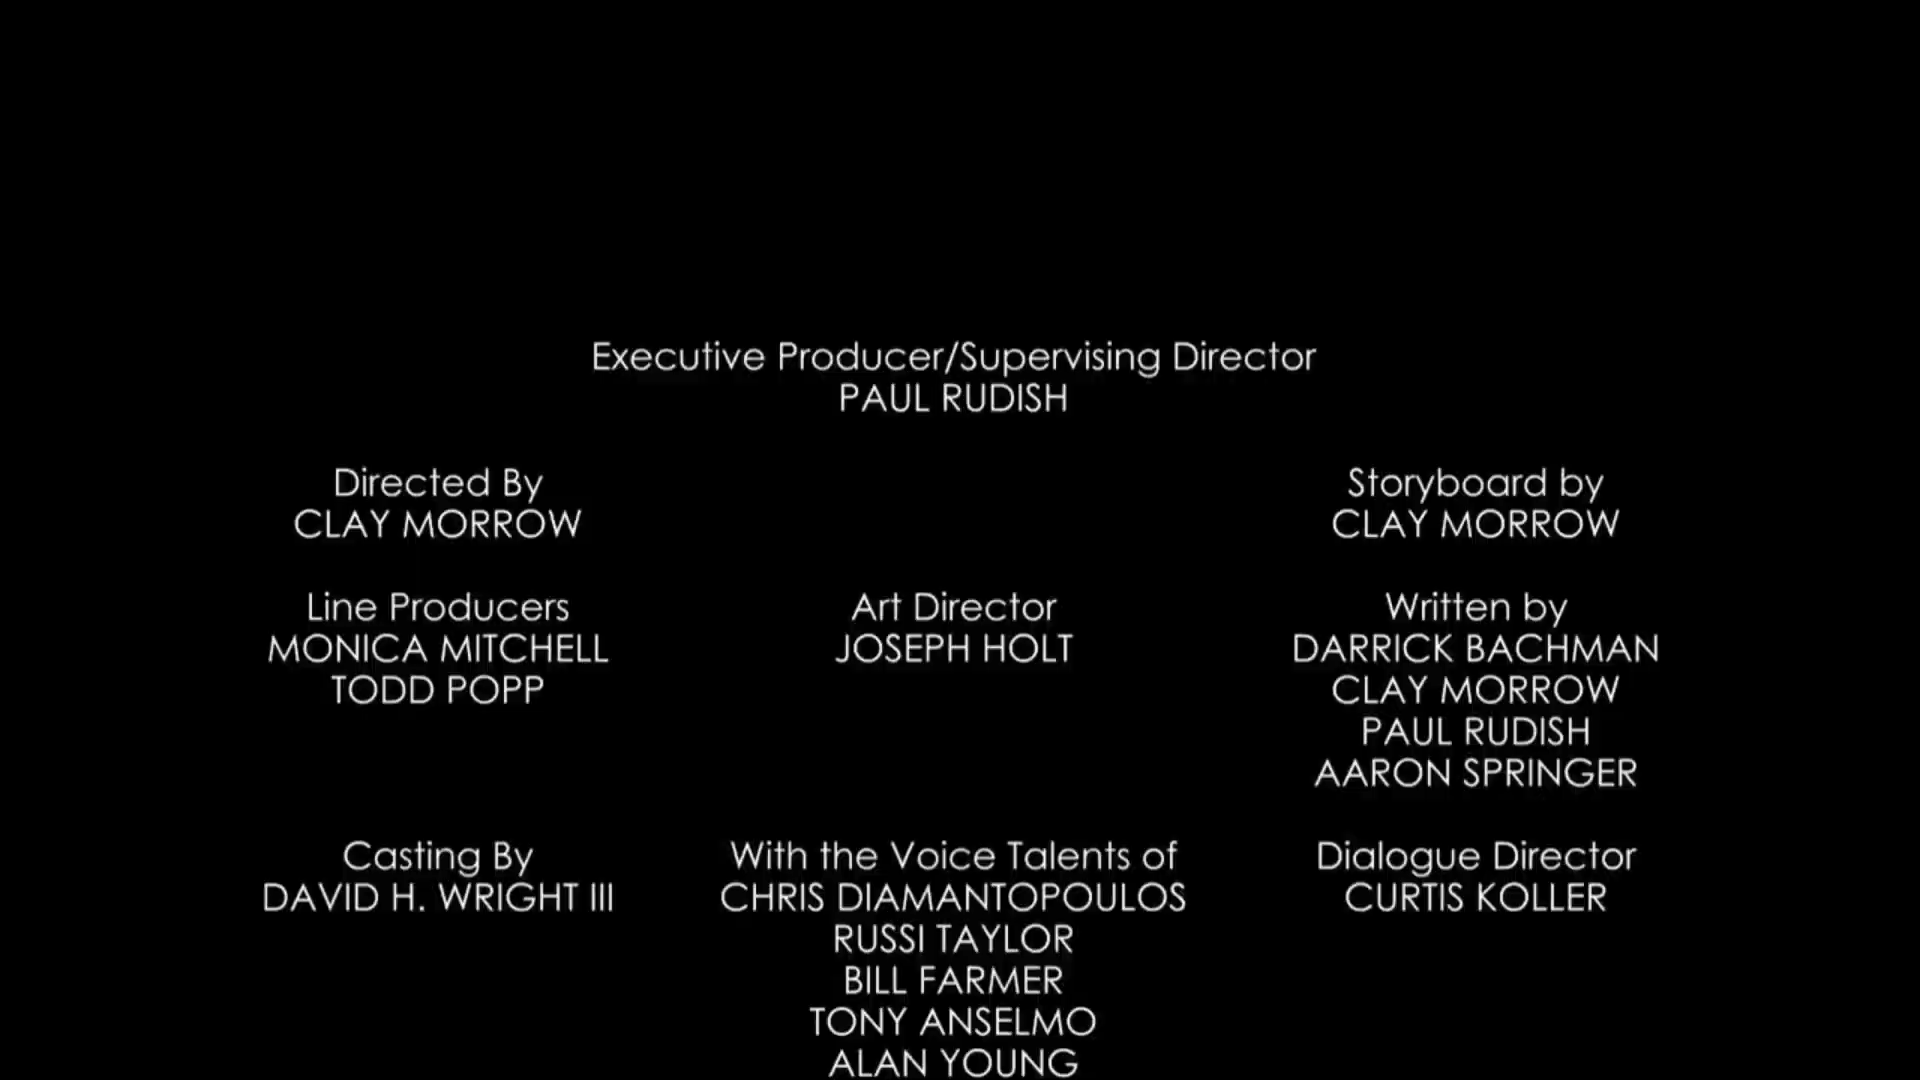 Executive Producer/Supervising Director
PAUL RUDISH
Directed By
CLAY MORROW
Storyboard by
CLAY MORROW
Line Producers
MONICA MITCHELL
TODD POPP
Art Director
JOSEPH HOLT
Written by
DARRICK BACHMAN
CLAY MORROW
PAUL RUDISH
AARON SPRINGER
Casting By
DAVID H. WRIGHT III
With the Voice Talents of
CHRIS DIAMANTOPOULOS
RUSSI TAYLOR
BILL FARMER
TONY ANSELMO
ALAN YOUNG
Dialogue Director
CURTIS KOLLER